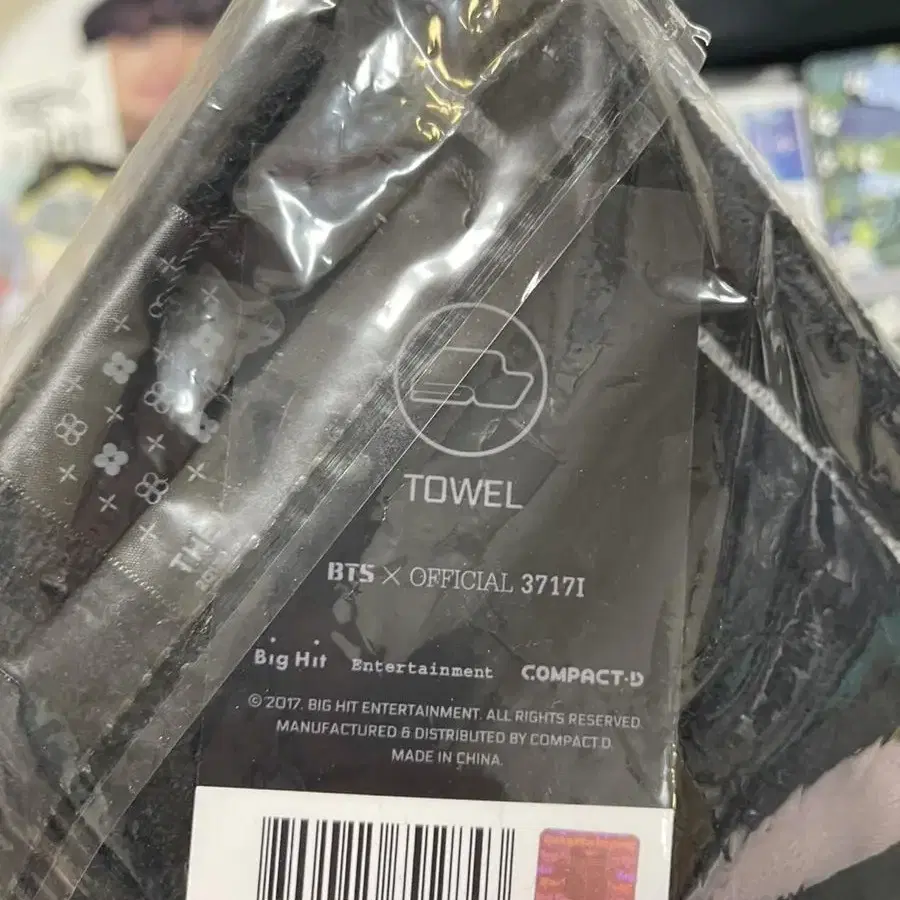 TOWEL
BTS × OFFICIAL 3717I
Big Hit Entertainment COMPACT·D
© 2017. BIG HIT ENTERTAINMENT. ALL RIGHTS RESERVED.
MANUFACTURED & DISTRIBUTED BY COMPACT D.
MADE IN CHINA.